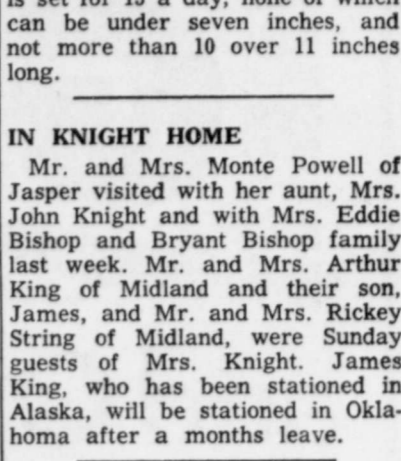 can be under seven inches, and
not more than 10 over 11 inches
long.
IN KNIGHT HOME
Mr. and Mrs. Monte Powell of
Jasper visited with her aunt, Mrs.
John Knight and with Mrs. Eddie
Bishop and Bryant Bishop family
last week. Mr. and Mrs. Arthur
King of Midland and their son,
James, and Mr. and Mrs. Rickey
String of Midland, were Sunday
guests of Mrs. Knight. James
King, who has been stationed in
Alaska, will be stationed in Okla-
homa after a months leave.